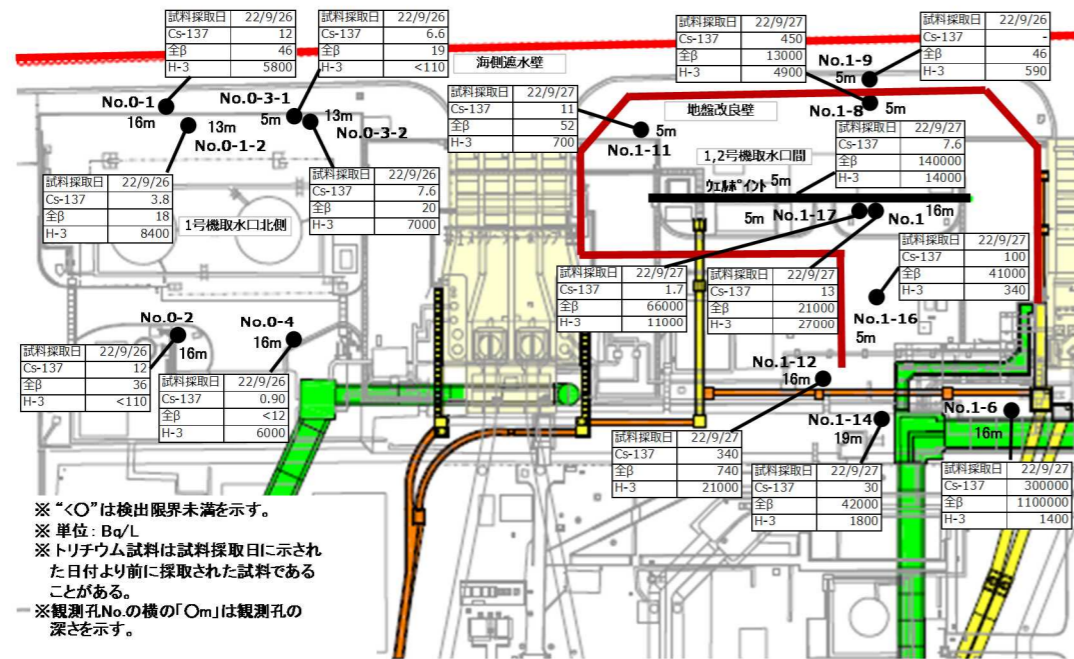 試料採取日 22/9/26
Cs-137 12
全β 46
H-3 5800
試料採取日 22/9/26
Cs-137 6.6
全β 19
H-3 <110
海側遮水壁
試料採取日 22/9/27
Cs-137 450
全β 13000
H-3 4900
試料採取日 22/9/26
Cs-137 -
全β 46
H-3 590
No.1-9
5m
No.0-1
16m
13m
No.0-1-2
No.0-3-1
5m
13m
No.0-3-2
試料採取日 22/9/27
Cs-137 11
全β 52
H-3 700
5m
No.1-11
地盤改良壁
No.1-8
5m
試料採取日 22/9/27
Cs-137 7.6
全β 140000
H-3 14000
1,2号機取水口間
ウェルポイント 5m
試料採取日 22/9/26
Cs-137 3.8
全β 18
H-3 8400
1号機取水口北側
試料採取日 22/9/26
Cs-137 7.6
全β 20
H-3 7000
5m
No.1-17
No.1
16m
試料採取日 22/9/27
Cs-137 1.7
全β 66000
H-3 11000
試料採取日 22/9/27
Cs-137 13
全β 21000
H-3 27000
試料採取日 22/9/27
Cs-137 100
全β 41000
H-3 340
No.1-16
5m
No.0-2
16m
No.0-4
16m
試料採取日 22/9/26
Cs-137 12
全β 36
H-3 <110
試料採取日 22/9/26
Cs-137 0.90
全β <12
H-3 6000
No.1-12
16m
No.1-14
19m
No.1-6
16m
試料採取日 22/9/27
Cs-137 340
全β 740
H-3 21000
試料採取日 22/9/27
Cs-137 30
全β 42000
H-3 1800
試料採取日 22/9/27
Cs-137 300000
全β 1100000
H-3 1400
※ “<○”は検出限界未満を示す。
※ 単位：Bq/L
※トリチウム試料は試料採取日に示され
た日付より前に採取された試料である
ことがある。
※観測孔No.の横の「○m」は観測孔の
深さを示す。